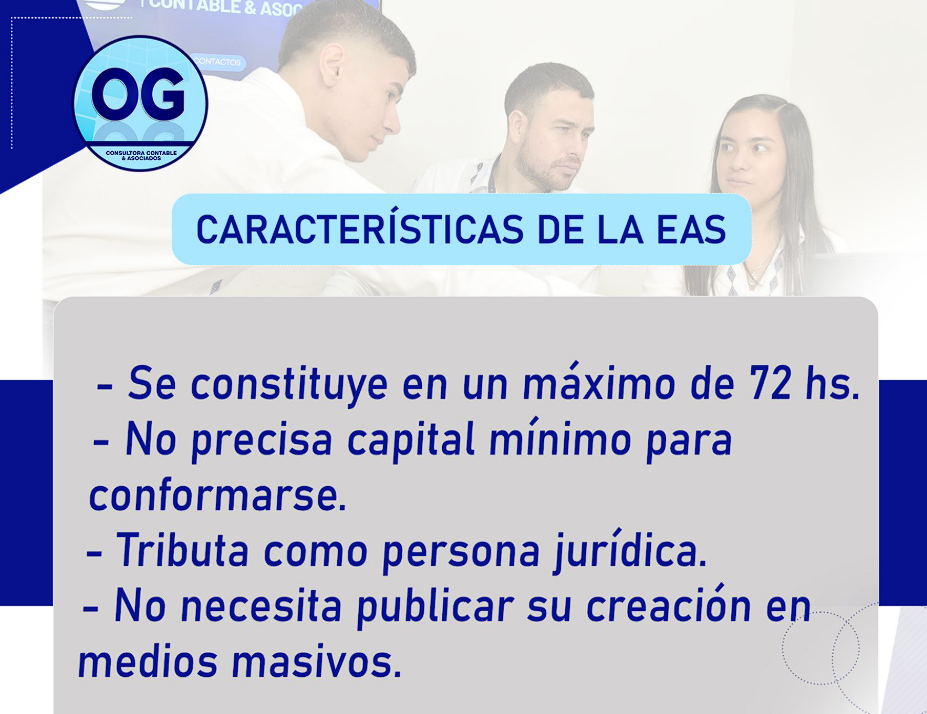 CONTABLE & ASOC
CONTACTOS
OG
CONSULTORA CONTABLE
& ASOCIADOS
CARACTERÍSTICAS DE LA EAS
- Se constituye en un máximo de 72 hs.
- No precisa capital mínimo para
conformarse.
- Tributa como persona jurídica.
- No necesita publicar su creación en
medios masivos.